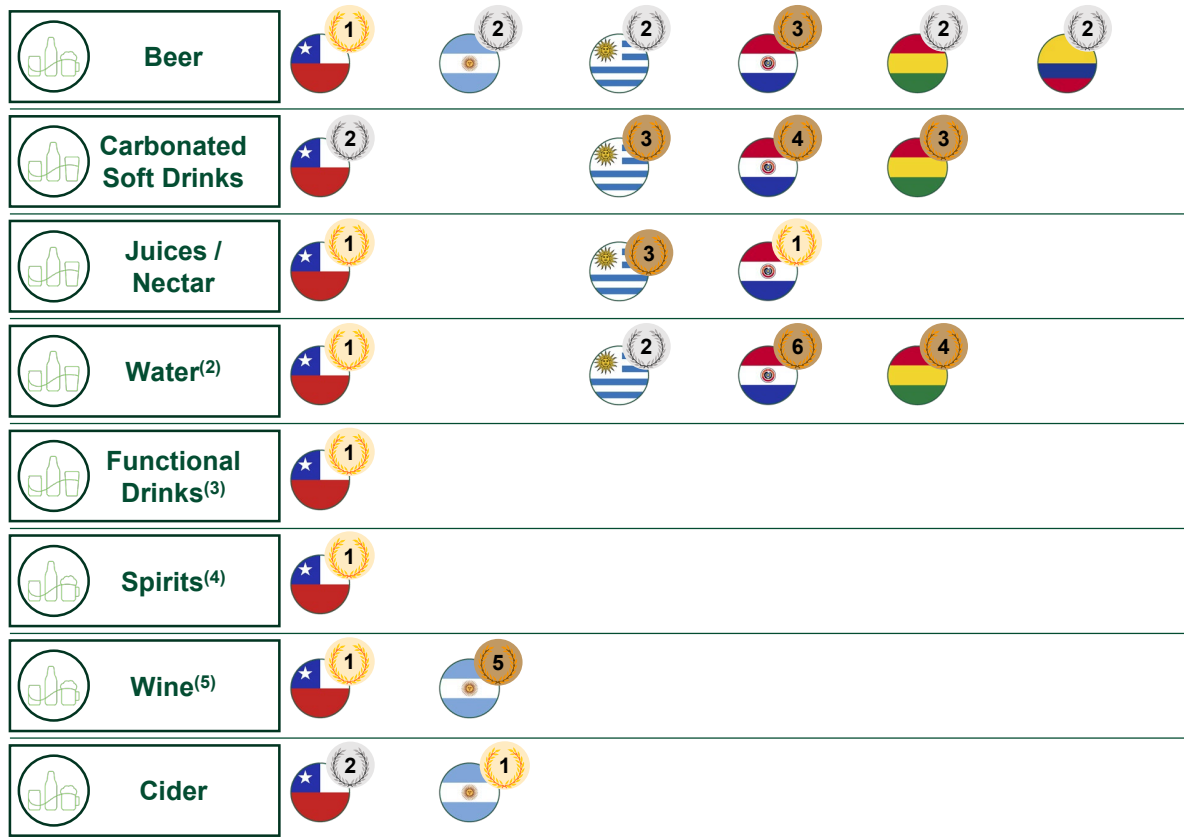 Beer
1 2 2 3 2 2
Carbonated
Soft Drinks
2 3 4 3
Juices /
Nectar
1 3 1
Water(2)
1 2 6 4
Functional
Drinks(3)
1
Spirits(4)
1
Wine(5)
1 5
Cider
2 1